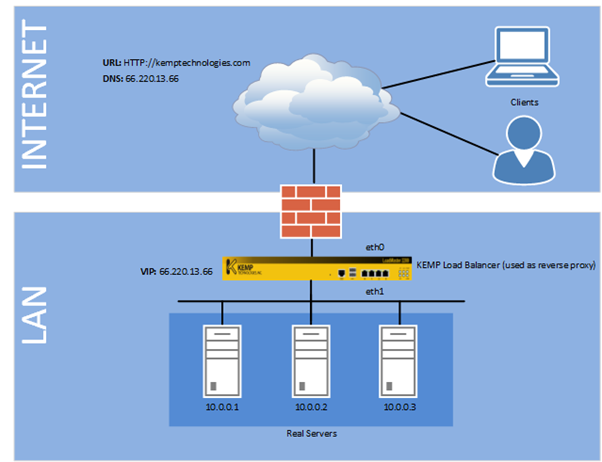 INTERNET
URL: HTTP://kemptechnologies.com
DNS: 66.220.13.66
Clients
LAN
eth0
KEMP
VIP: 66.220.13.66
KEMP Load Balancer (used as reverse proxy)
eth1
10.0.0.1
10.0.0.2
10.0.0.3
Real Servers